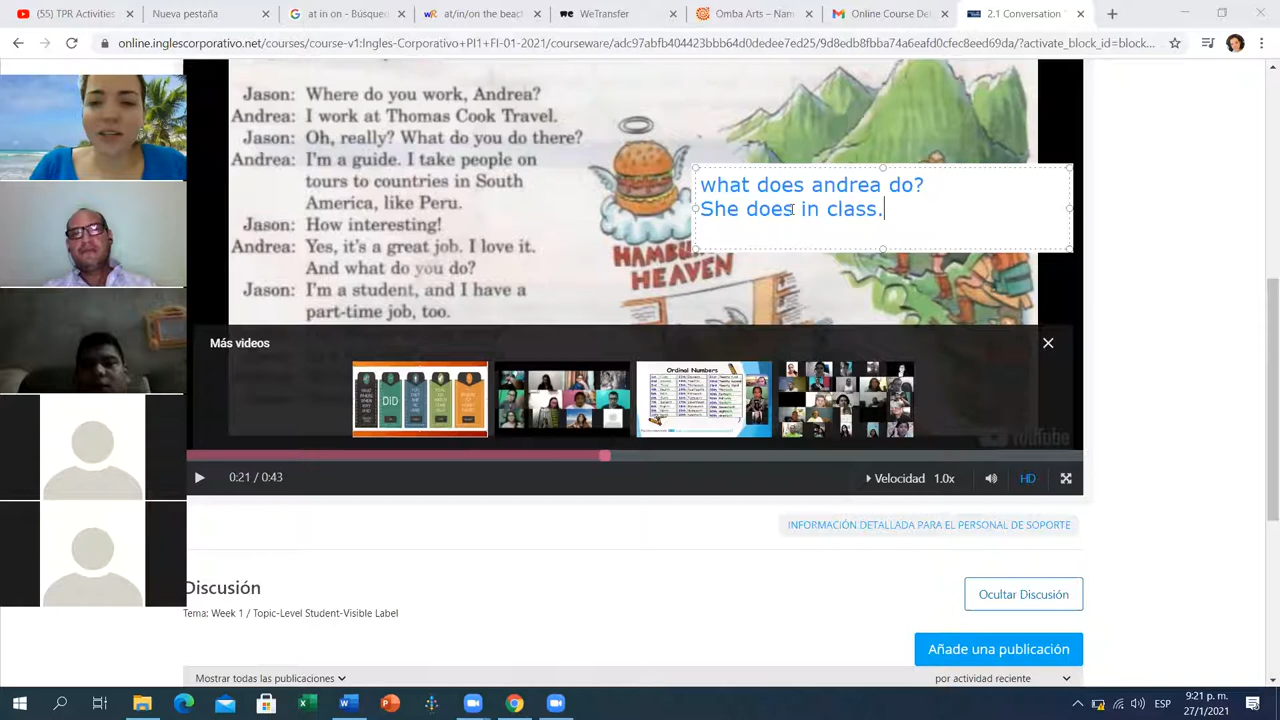 (55) TPR Activities
Nueva pestaña
at in on - Búsqued
at/in/on the beach
WeTransfer
Omba Arts – Nam
Online Course Det
2.1 Conversation
online.inglescorporativo.net/courses/course-v1:Ingles-Corporativo+PI1+FI-01-2021/courseware/adc97abfb404423bbb56d0dedee7ed25/9d8edb8fbba74a6eafd0cfec8eed69da/?activate_block_id=block...
Jason: Where do you work, Andrea?
Andrea: I work at Thomas Cook Travel.
Jason: Oh, really? What do you do there?
Andrea: I'm a guide. I take people on
tours to countries in South
America, like Peru.
Jason: How interesting!
Andrea: Yes, it's a great job. I love it.
And what do you do?
Jason: I'm a student, and I have a
part-time job, too.
what does andrea do?
She does in class.
HAMBU
HEAVEN
Más videos
DID
Ordinal Numbers
YouTube
0:21 / 0:43
Velocidad 1.0x
HD
INFORMACIÓN DETALLADA PARA EL PERSONAL DE SOPORTE
Discusión
Ocultar Discusión
Tema: Week 1 / Topic-Level Student-Visible Label
Añade una publicación
Mostrar todas las publicaciones
por actividad reciente
ESP
9:21 p. m.
27/1/2021